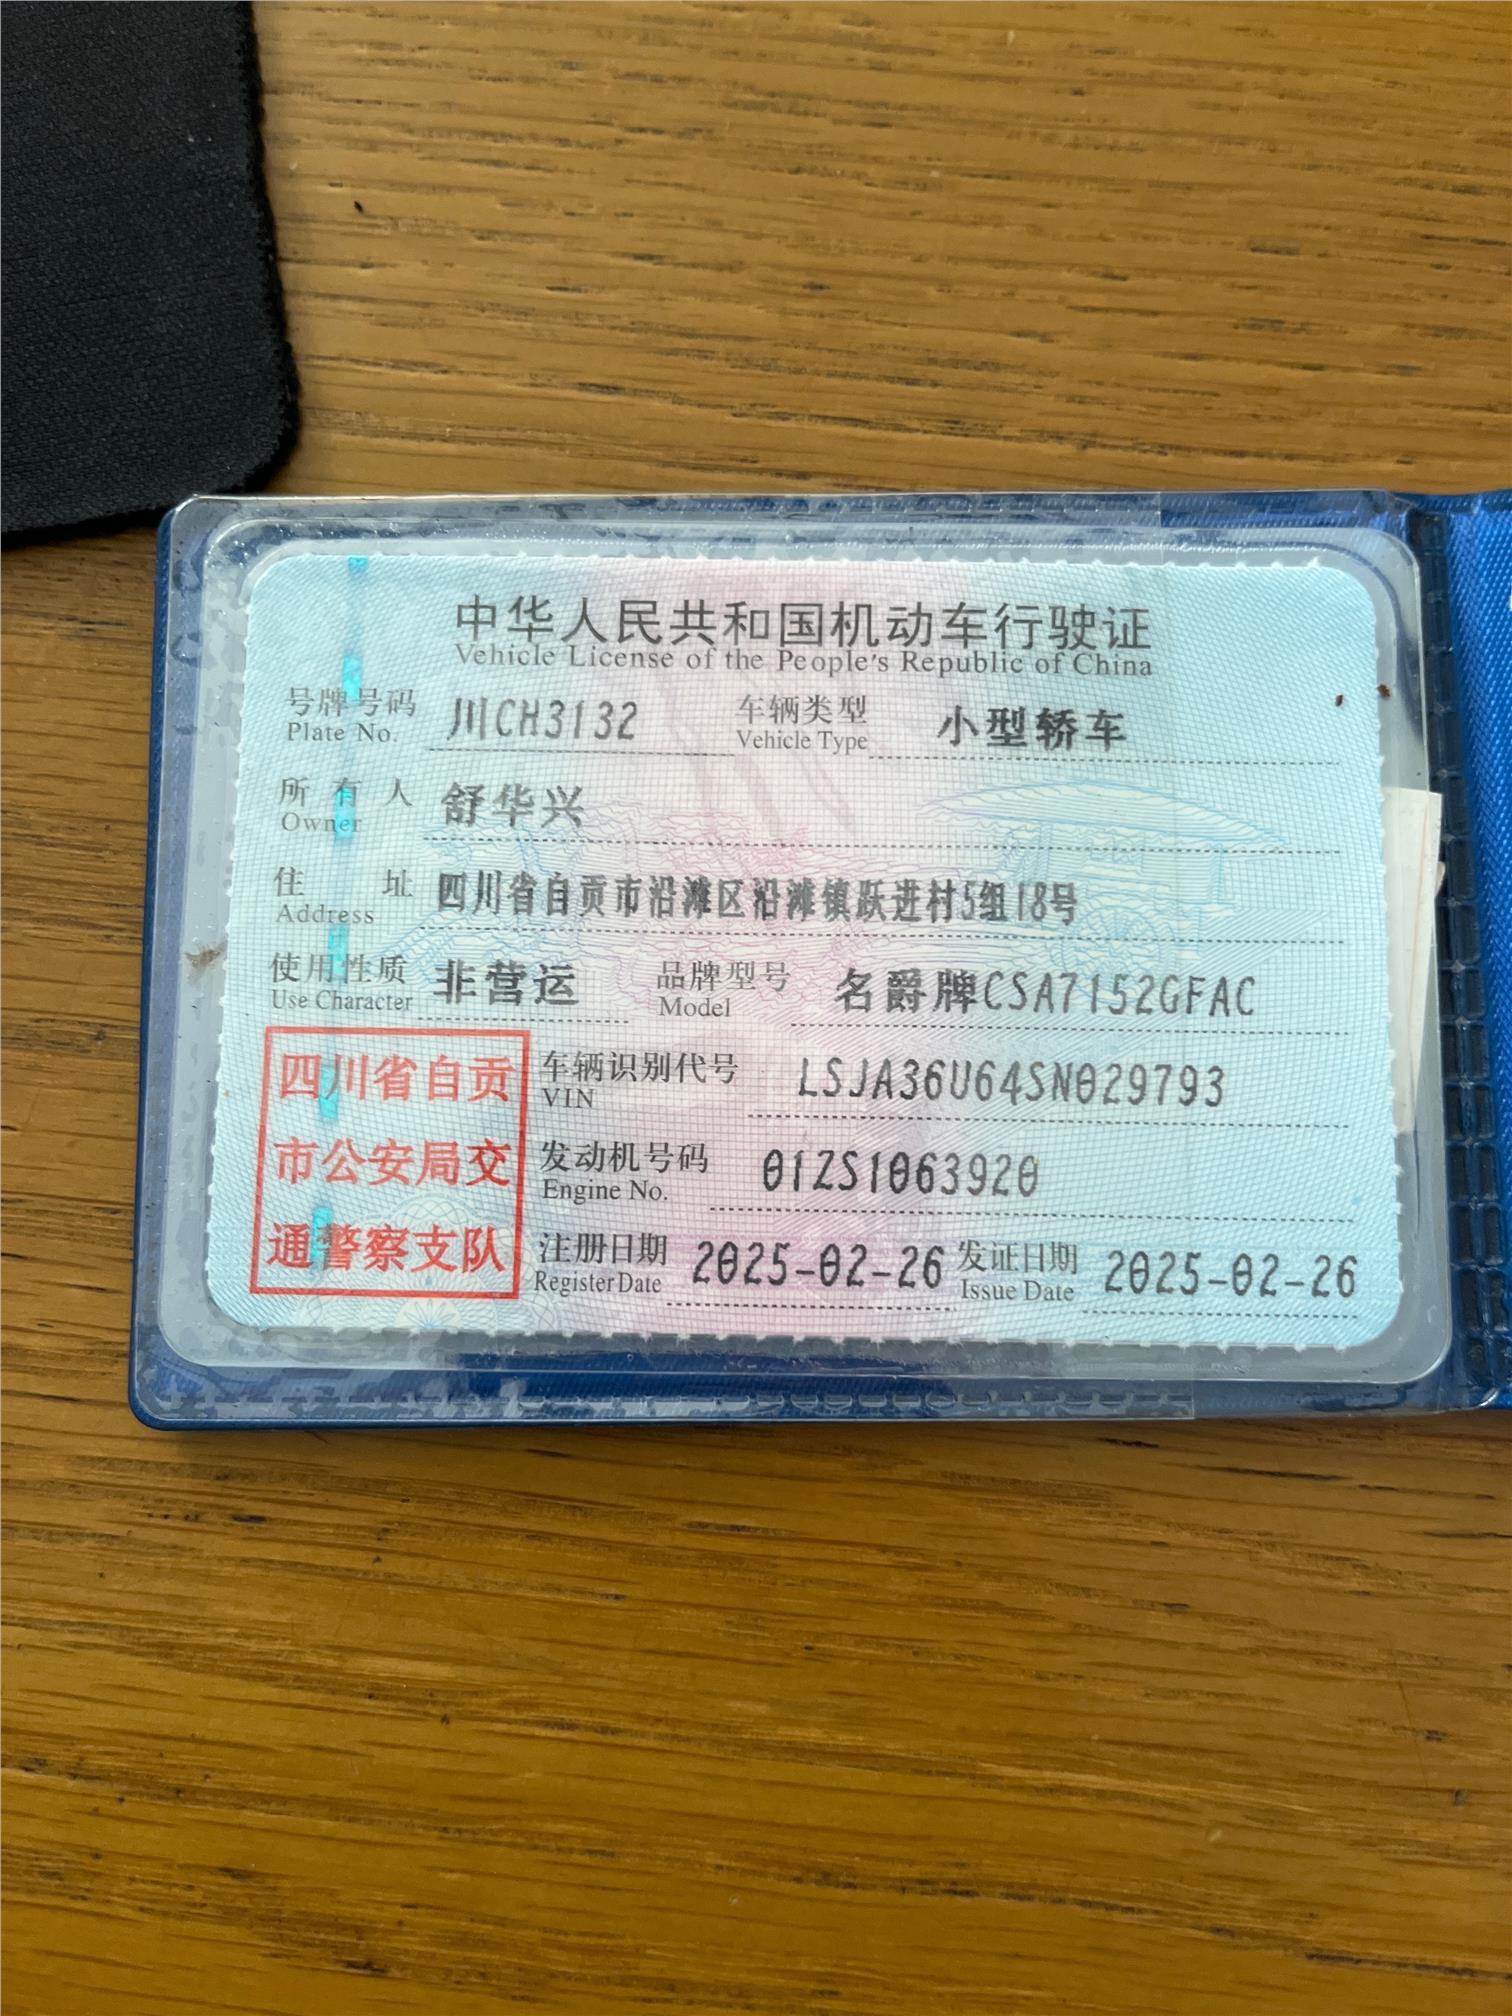 中华人民共和国机动车行驶证
Vehicle License of the People's Republic of China
号牌号码 川CH3132 车辆类型 小型轿车
Plate No. Vehicle Type
所有人 舒华兴
Owner
住址 四川省自贡市沿滩区沿滩镇跃进村5组18号
Address
使用性质 非营运 品牌型号 名爵牌CSA7152GFAC
Use Character Model
四川省自贡
市公安局交
通警察支队
车辆识别代号 LSJA36U64SN029793
VIN
发动机号码 01ZS1063920
Engine No.
注册日期 2025-02-26 发证日期 2025-02-26
Register Date Issue Date